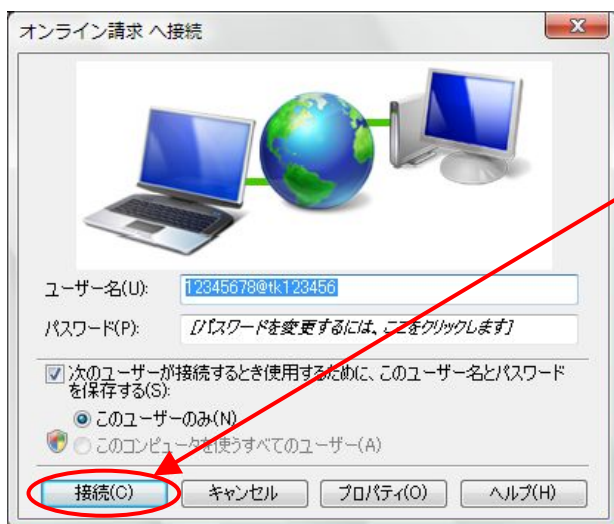 オンライン請求 へ接続
ユーザー名(U):
12345678@tk123456
パスワード(P):
[パスワードを変更するには、ここをクリックします]
次のユーザーが接続するとき使用するために、このユーザー名とパスワード
を保存する(S):
このユーザーのみ(N)
このコンピュータを使うすべてのユーザー(A)
接続(C)
キャンセル
プロパティ(O)
ヘルプ(H)